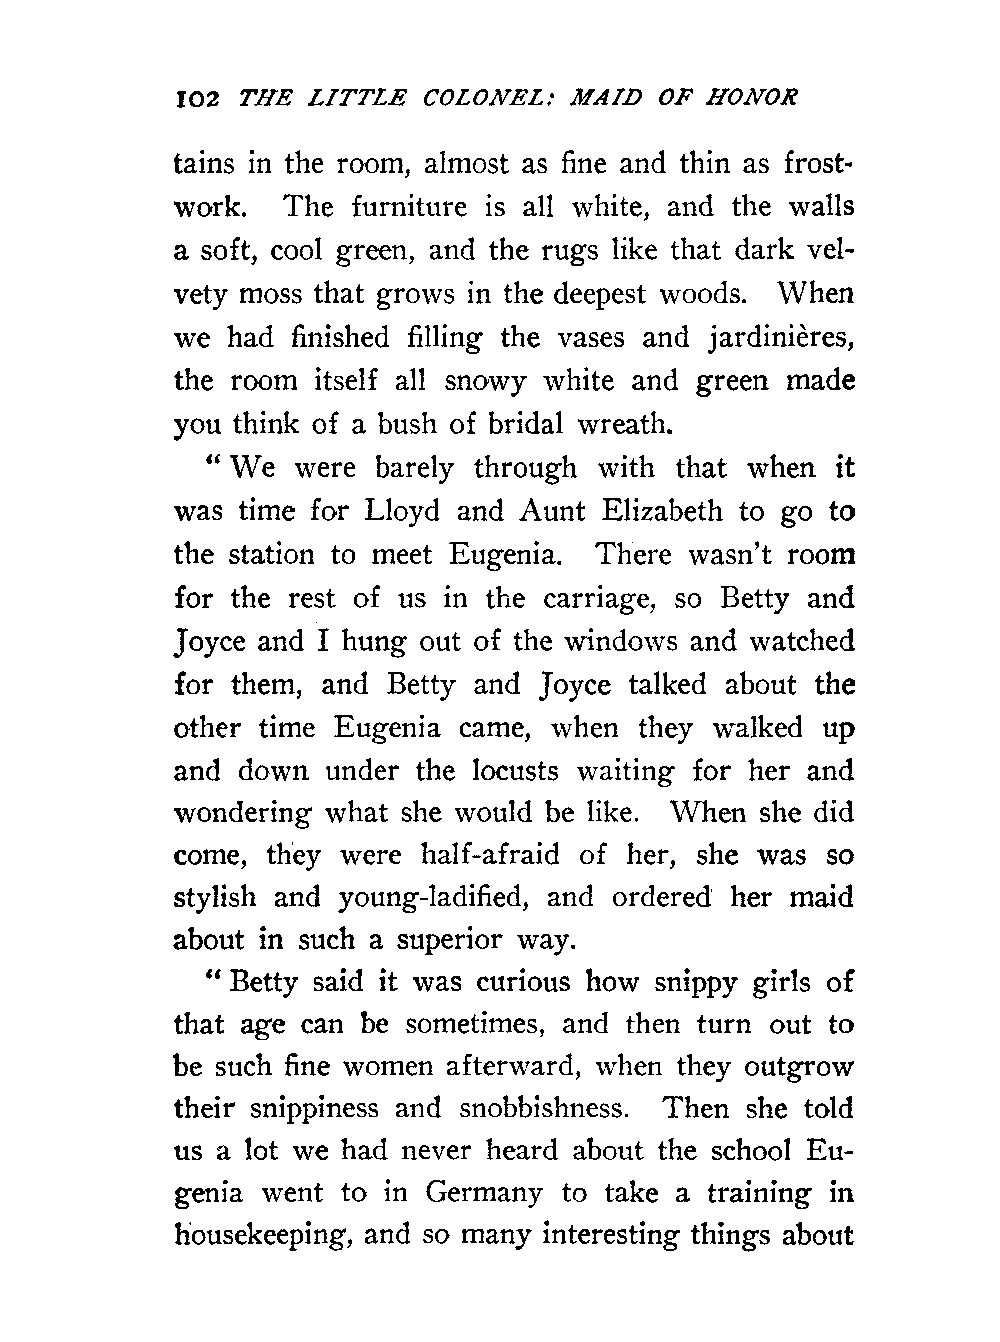 102 THE LITTLE COLONEL: MAID OF HONOR
tains in the room, almost as fine and thin as frost-
work. The furniture is all white, and the walls
a soft, cool green, and the rugs like that dark vel-
vety moss that grows in the deepest woods. When
we had finished filling the vases and jardinières,
the room itself all snowy white and green made
you think of a bush of bridal wreath.
“ We were barely through with that when it
was time for Lloyd and Aunt Elizabeth to go to
the station to meet Eugenia. There wasn’t room
for the rest of us in the carriage, so Betty and
Joyce and I hung out of the windows and watched
for them, and Betty and Joyce talked about the
other time Eugenia came, when they walked up
and down under the locusts waiting for her and
wondering what she would be like. When she did
come, they were half-afraid of her, she was so
stylish and young-ladified, and ordered her maid
about in such a superior way.
“ Betty said it was curious how snippy girls of
that age can be sometimes, and then turn out to
be such fine women afterward, when they outgrow
their snippiness and snobbishness. Then she told
us a lot we had never heard about the school Eu-
genia went to in Germany to take a training in
housekeeping, and so many interesting things about